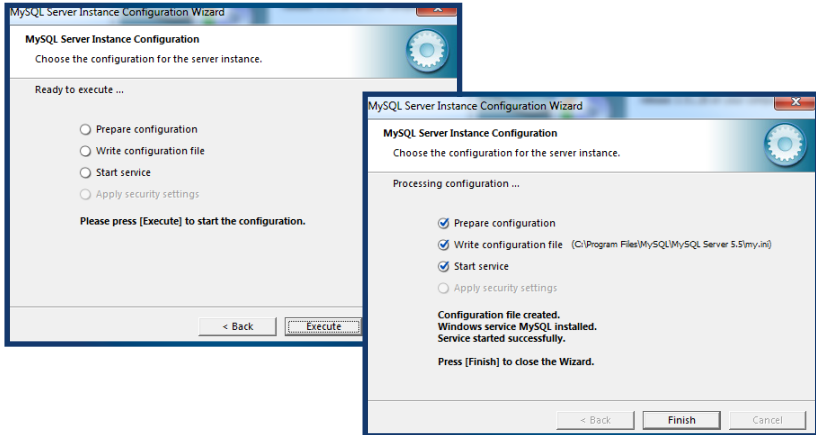 MySQL Server Instance Configuration Wizard
MySQL Server Instance Configuration
Choose the configuration for the server instance.
Ready to execute ...
Prepare configuration
Write configuration file
Start service
Apply security settings
Please press [Execute] to start the configuration.
< Back
Execute
MySQL Server Instance Configuration Wizard
MySQL Server Instance Configuration
Choose the configuration for the server instance.
Processing configuration ...
Prepare configuration
Write configuration file (C:\Program Files\MySQL\MySQL Server 5.5\my.ini)
Start service
Apply security settings
Configuration file created.
Windows service MySQL installed.
Service started successfully.
Press [Finish] to close the Wizard.
< Back
Finish
Cancel